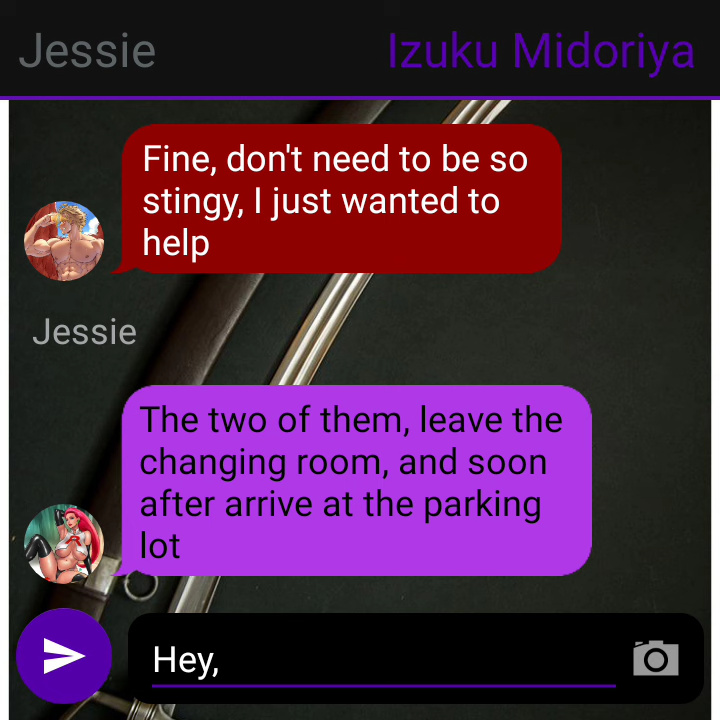 Jessie Izuku Midoriya
Fine, don't need to be so
stingy, I just wanted to
help
Jessie
The two of them, leave the
changing room, and soon
after arrive at the parking
lot
Hey,